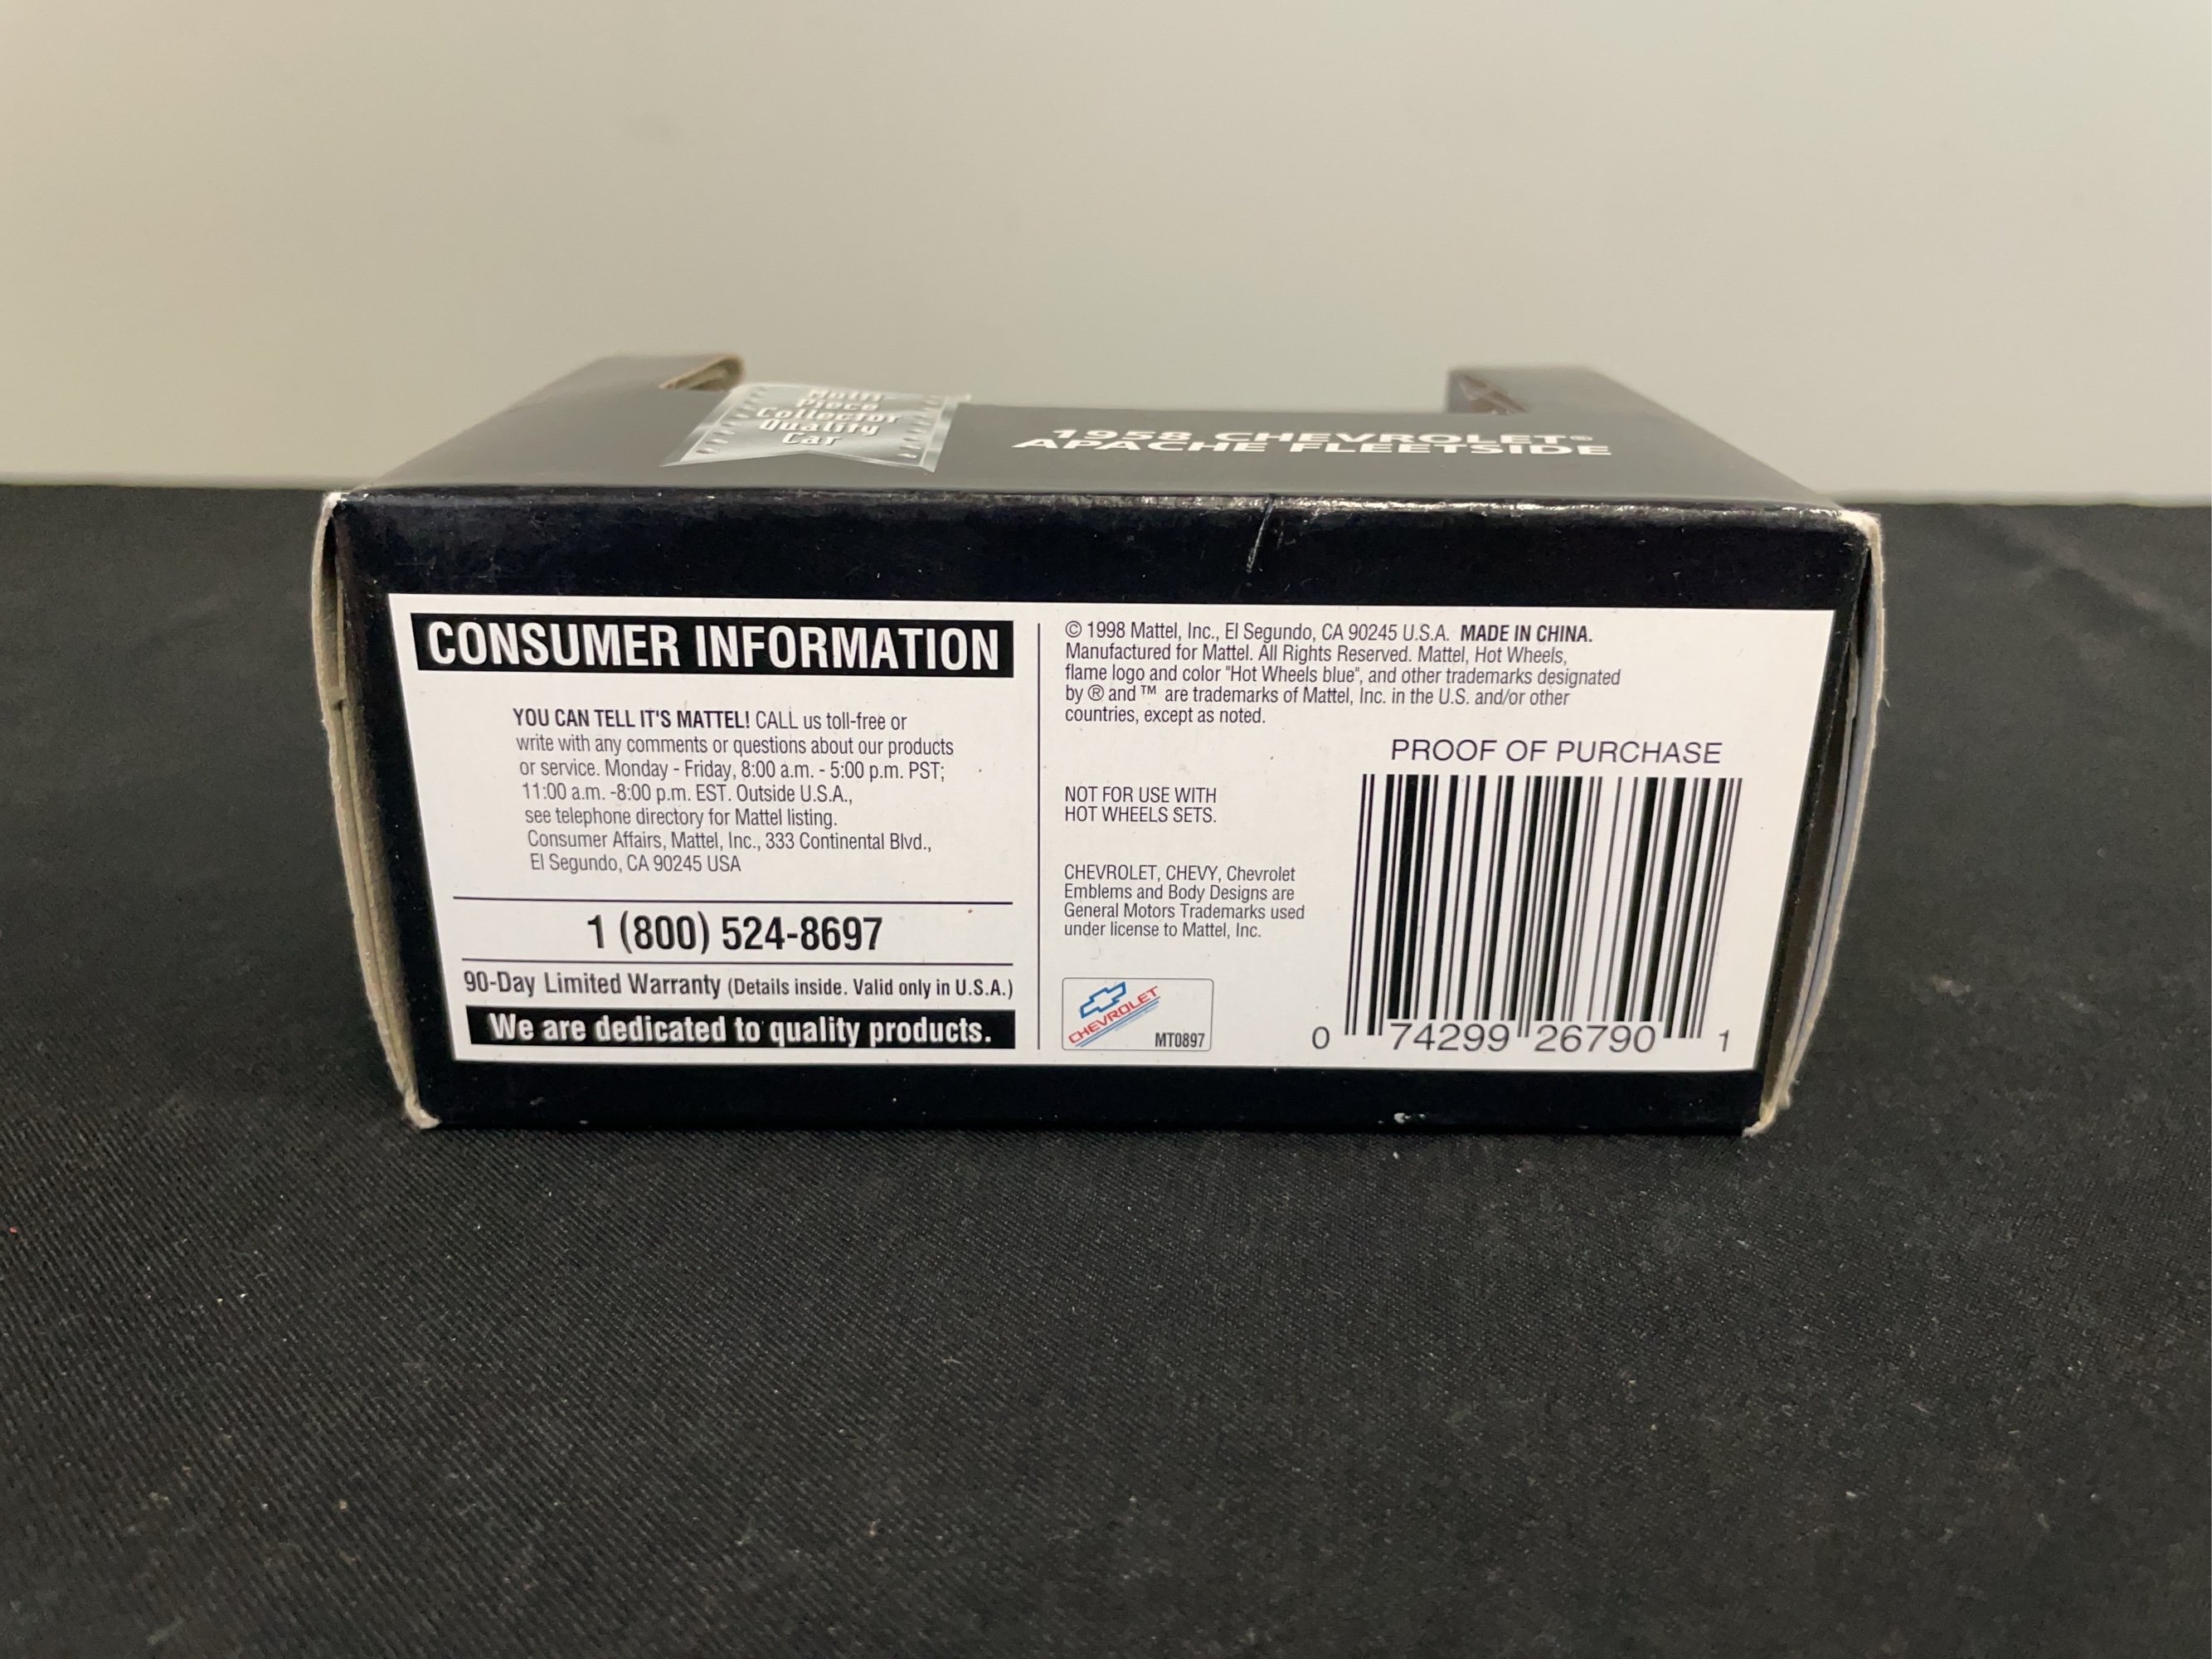 Multi
Piece
Collector
Quality
Car
1958 CHEVROLET®
APACHE FLEETSIDE
CONSUMER INFORMATION
YOU CAN TELL IT'S MATTEL! CALL us toll-free or
write with any comments or questions about our products
or service. Monday - Friday, 8:00 a.m. - 5:00 p.m. PST;
11:00 a.m. -8:00 p.m. EST. Outside U.S.A.,
see telephone directory for Mattel listing.
Consumer Affairs, Mattel, Inc., 333 Continental Blvd.,
El Segundo, CA 90245 USA
1 (800) 524-8697
90-Day Limited Warranty (Details inside. Valid only in U.S.A.)
We are dedicated to quality products.
© 1998 Mattel, Inc., El Segundo, CA 90245 U.S.A. MADE IN CHINA.
Manufactured for Mattel. All Rights Reserved. Mattel, Hot Wheels,
flame logo and color "Hot Wheels blue", and other trademarks designated
by ® and ™ are trademarks of Mattel, Inc. in the U.S. and/or other
countries, except as noted.
NOT FOR USE WITH
HOT WHEELS SETS.
CHEVROLET, CHEVY, Chevrolet
Emblems and Body Designs are
General Motors Trademarks used
under license to Mattel, Inc.
CHEVROLET
MT0897
PROOF OF PURCHASE
0 74299 26790 1